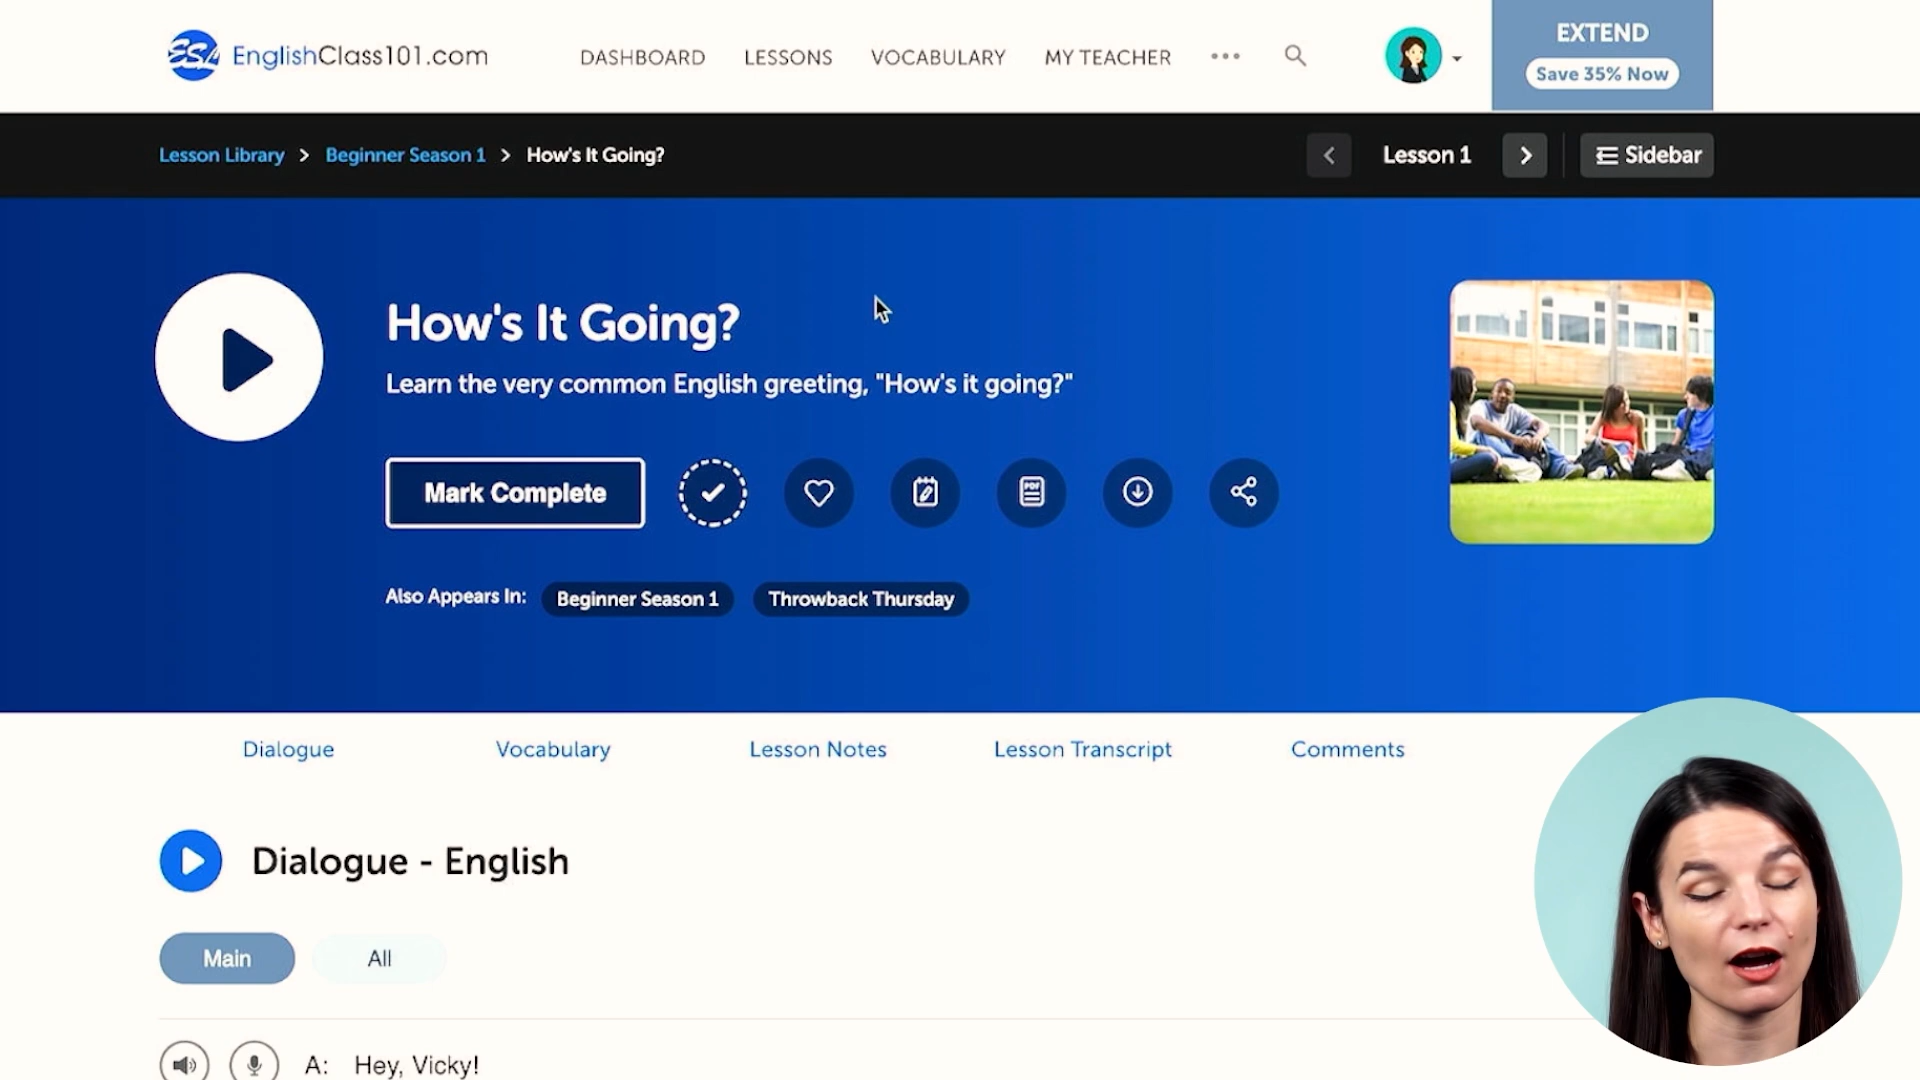 ESL EnglishClass101.com
DASHBOARD
LESSONS
VOCABULARY
MY TEACHER
EXTEND
Save 35% Now
Lesson Library > Beginner Season 1 > How's It Going?
Lesson 1
Sidebar
How's It Going?
Learn the very common English greeting, "How's it going?"
Mark Complete
PDF
Also Appears In:
Beginner Season 1
Throwback Thursday
Dialogue
Vocabulary
Lesson Notes
Lesson Transcript
Comments
Dialogue - English
Main
All
A: Hey, Vicky!